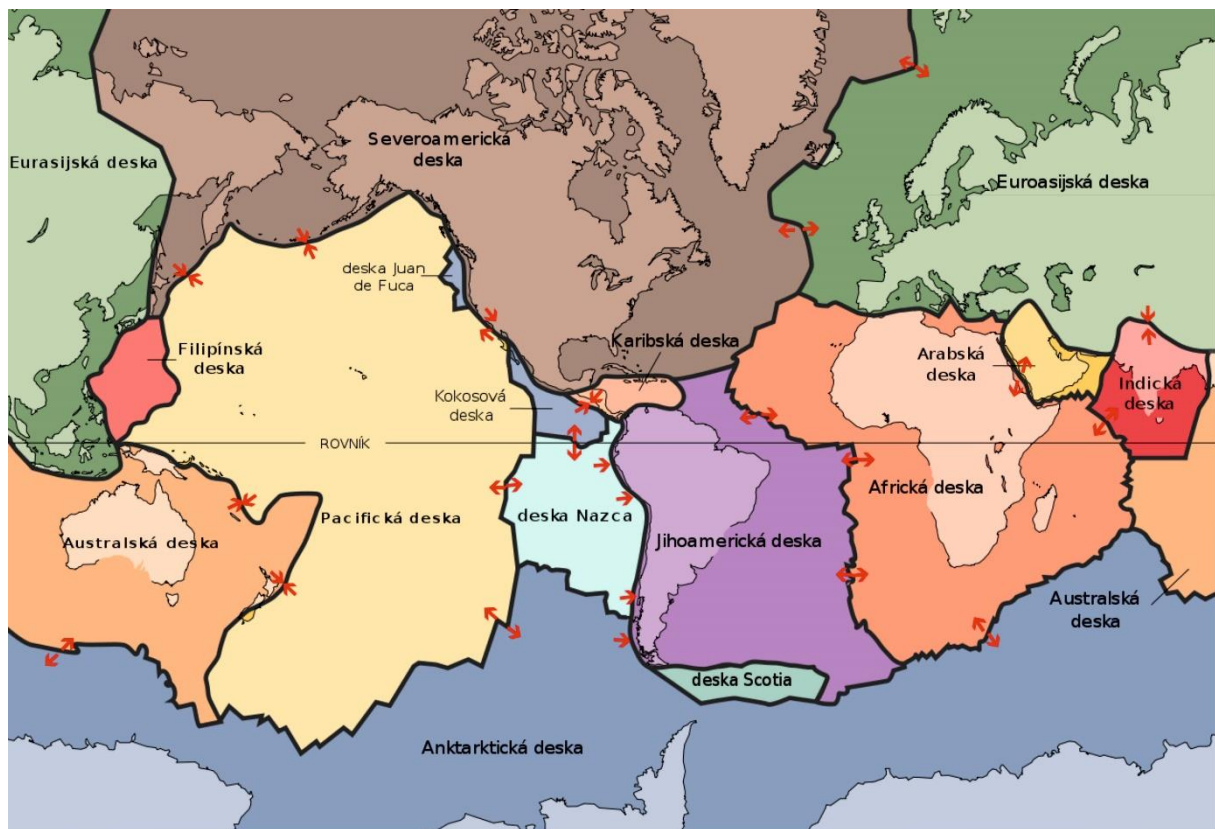 Severoamerická
deska
Eurasijská deska
Euroasijská deska
deska Juan
de Fuca
Filipínská
deska
Karibská deska
Arabská
deska
Kokosová
deska
Indická
deska
ROVNÍK
Africká deska
Pacifická deska
deska Nazca
Australská deska
Jihoamerická deska
Australská
deska
deska Scotia
Anktarktická deska